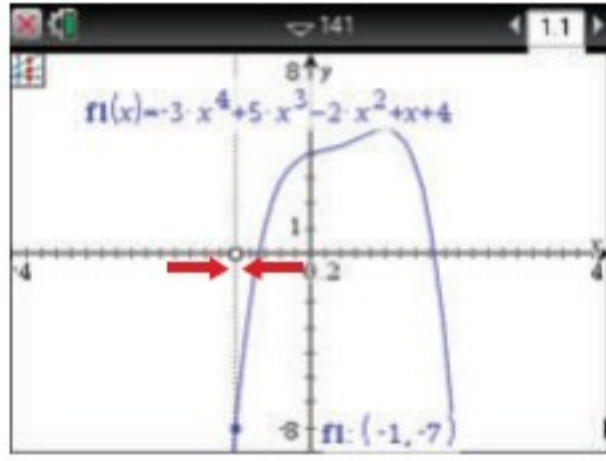 141
1.1
8 y
f1(x)=-3·x^4+5·x^3-2·x^2+x+4
1
x
-4
0.2
4
-8
f1: (-1,-7)